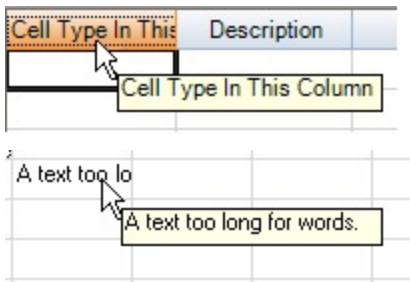 Cell Type In This Description
Cell Type In This Column
A text too lo
A text too long for words.